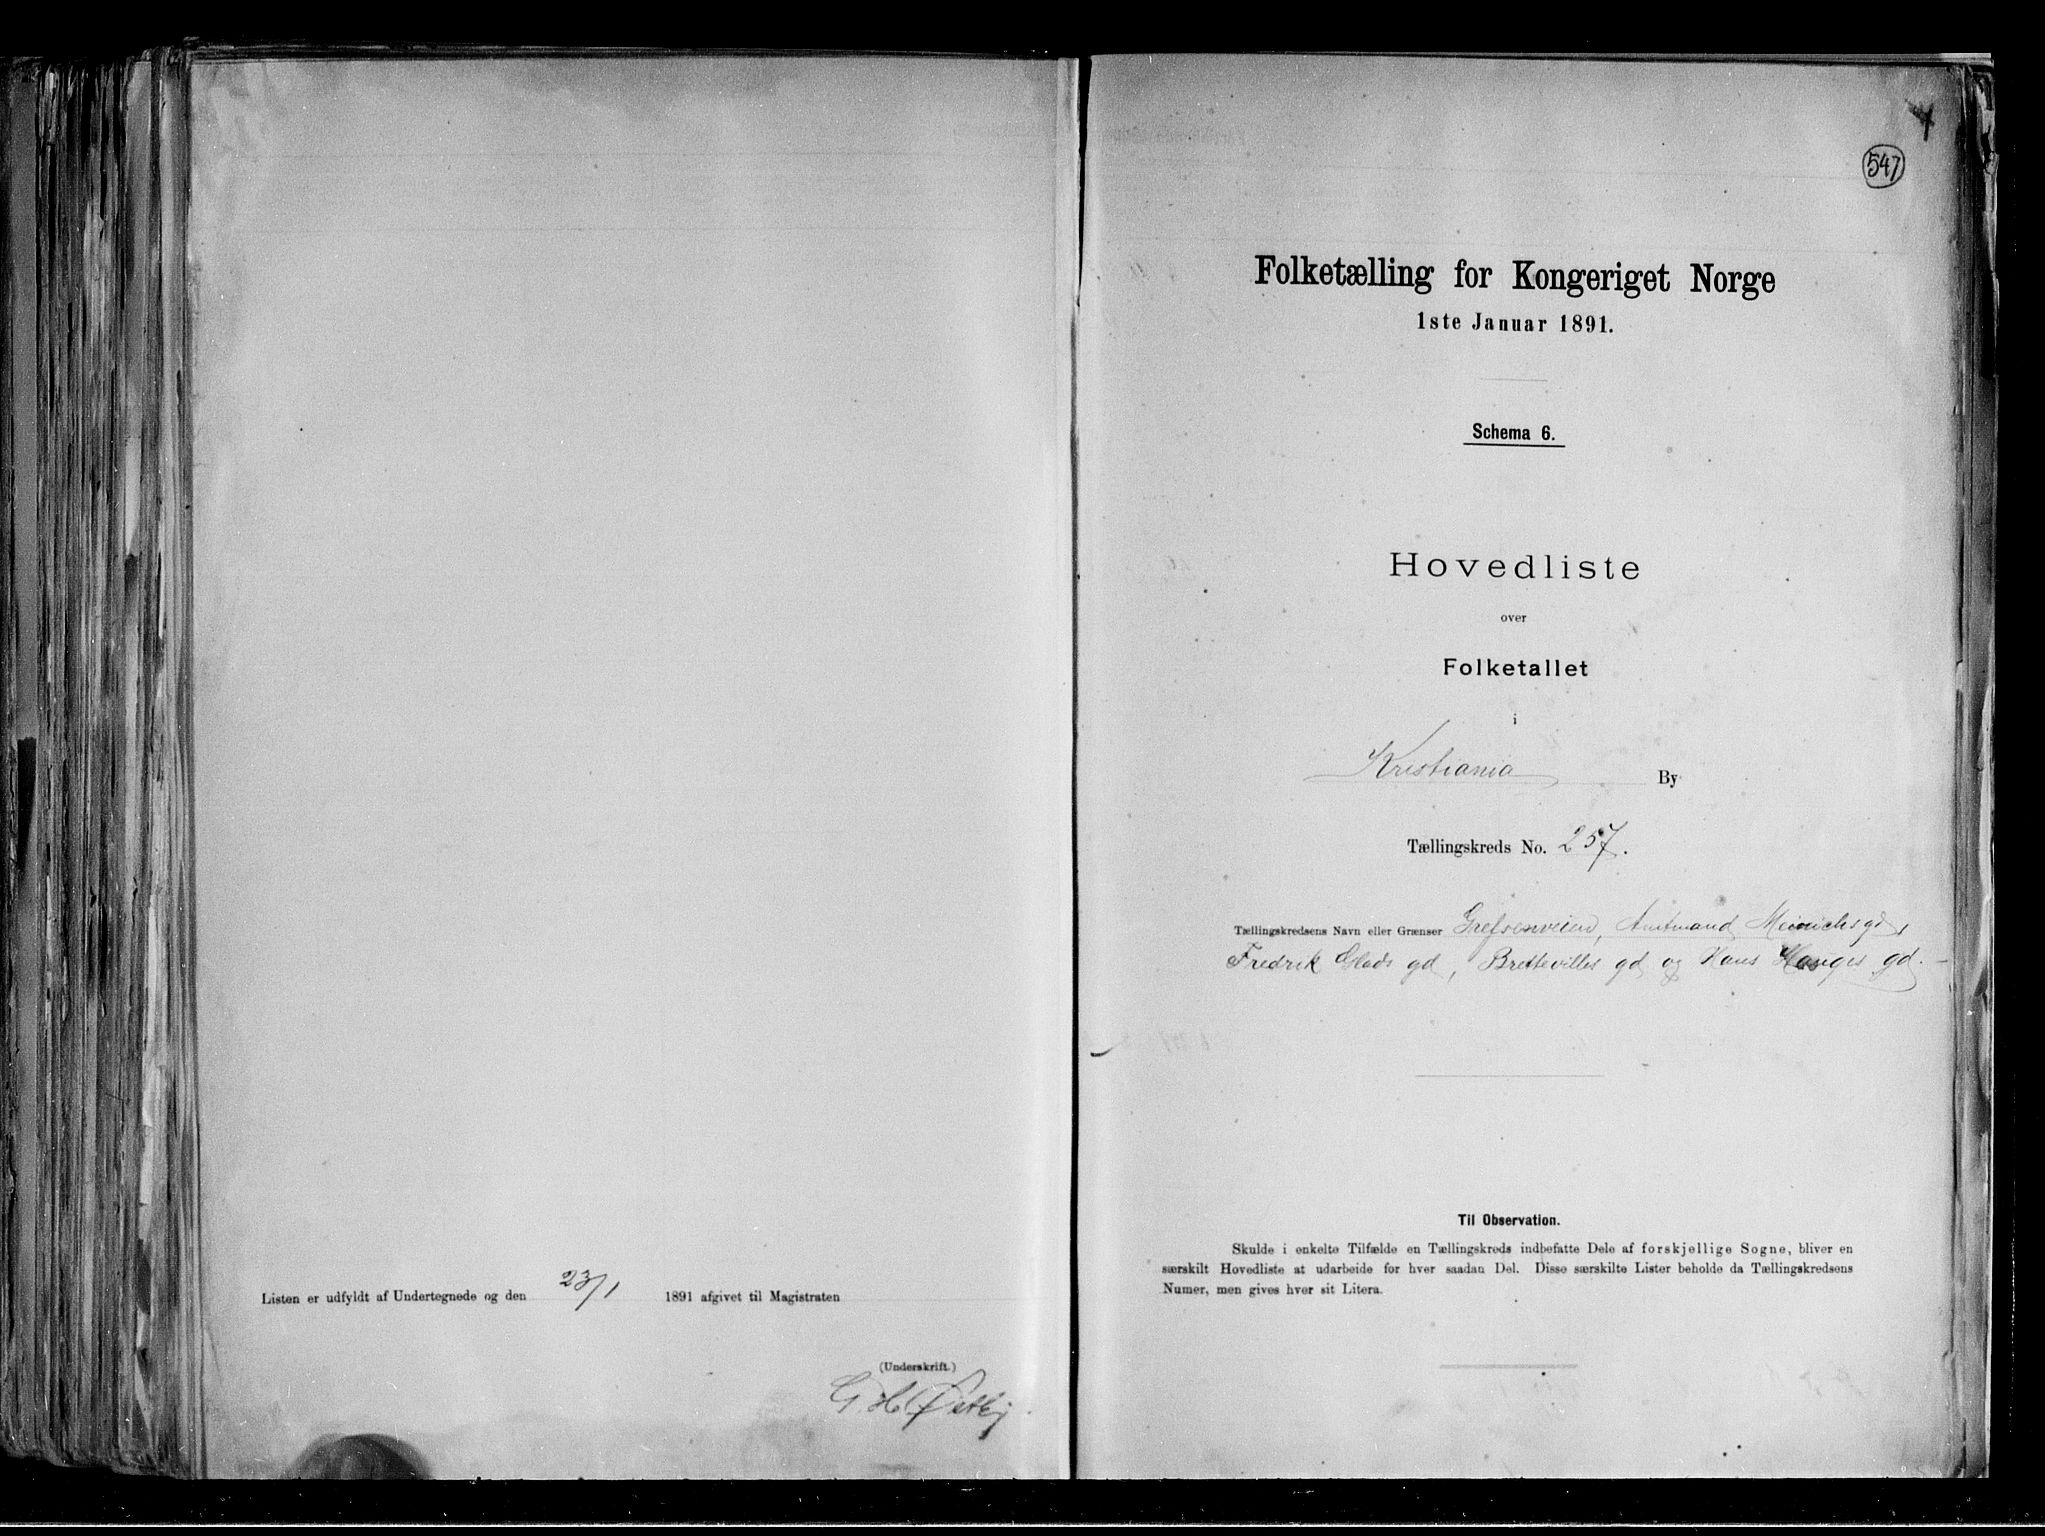 Listen er udfyldt af Undertegnede og den 23/1 1891 afgivet til Magistraten
(Underskrift.)
G. H. Østby
547
Folketælling for Kongeriget Norge
1ste Januar 1891.
Schema 6.
Hovedliste
over
Folketallet
i
Kristiania By
Tællingskreds No. 257.
Tællingskredsens Navn eller Grænser Grefsenveien, Amtmand Meinichsgd,
Fredrik Glads gd, Brettevilles gd og Hans Hauges gd.
Til Observation.
Skulde i enkelte Tilfælde en Tællingskreds indbefatte Dele af forskjellige Sogne, bliver en
særskilt Hovedliste at udarbeide for hver saadan Del. Disse særskilte Lister beholde da Tællingskredsens
Numer, men gives hver sit Litera.